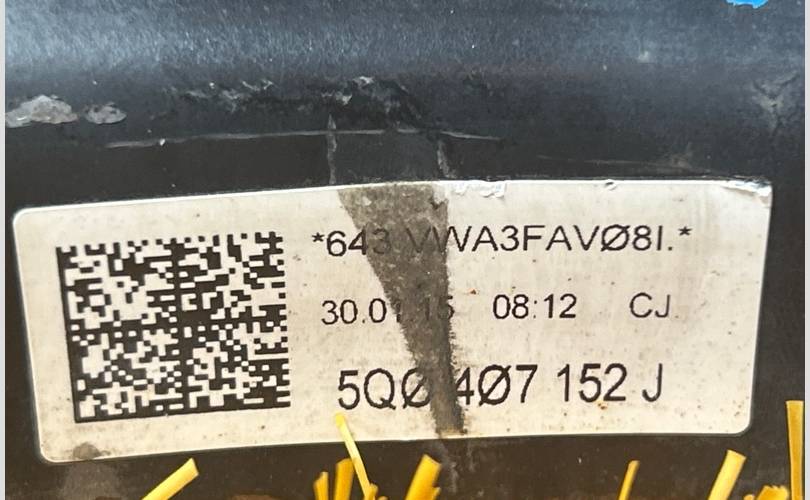 *643 VWA3FAVØ8I.*
30.01.15 08:12 CJ
5QØ 4Ø7 152 J